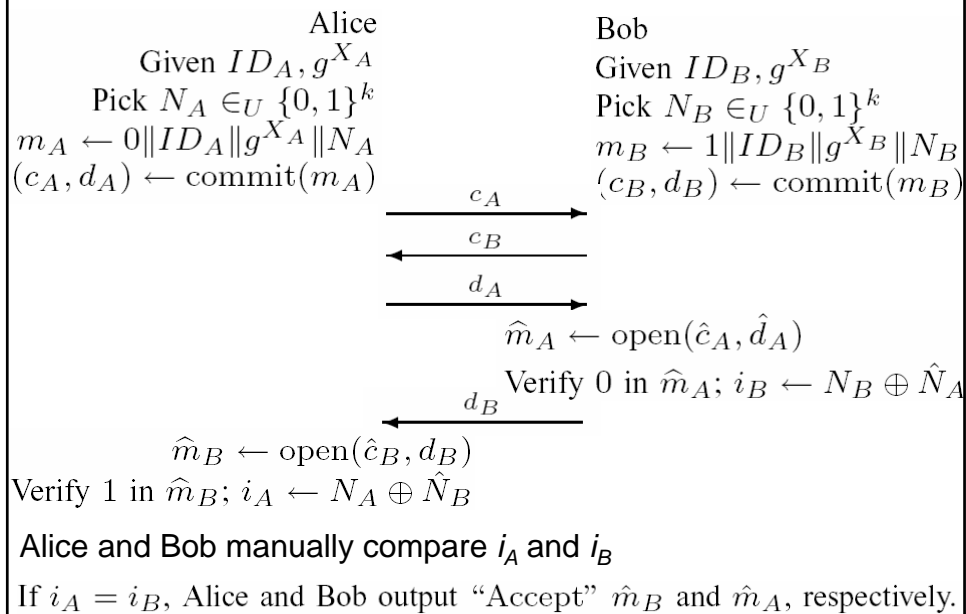 Alice
Given ID_A, g^{X_A}
Pick N_A ∈_U {0, 1}^k
m_A ← 0‖ID_A‖g^{X_A}‖N_A
(c_A, d_A) ← commit(m_A)
Bob
Given ID_B, g^{X_B}
Pick N_B ∈_U {0, 1}^k
m_B ← 1‖ID_B‖g^{X_B}‖N_B
(c_B, d_B) ← commit(m_B)
c_A
c_B
d_A
m̂_A ← open(ĉ_A, d̂_A)
Verify 0 in m̂_A; i_B ← N_B ⊕ N̂_A
d_B
m̂_B ← open(ĉ_B, d_B)
Verify 1 in m̂_B; i_A ← N_A ⊕ N̂_B
Alice and Bob manually compare i_A and i_B
If i_A = i_B, Alice and Bob output “Accept” m̂_B and m̂_A, respectively.